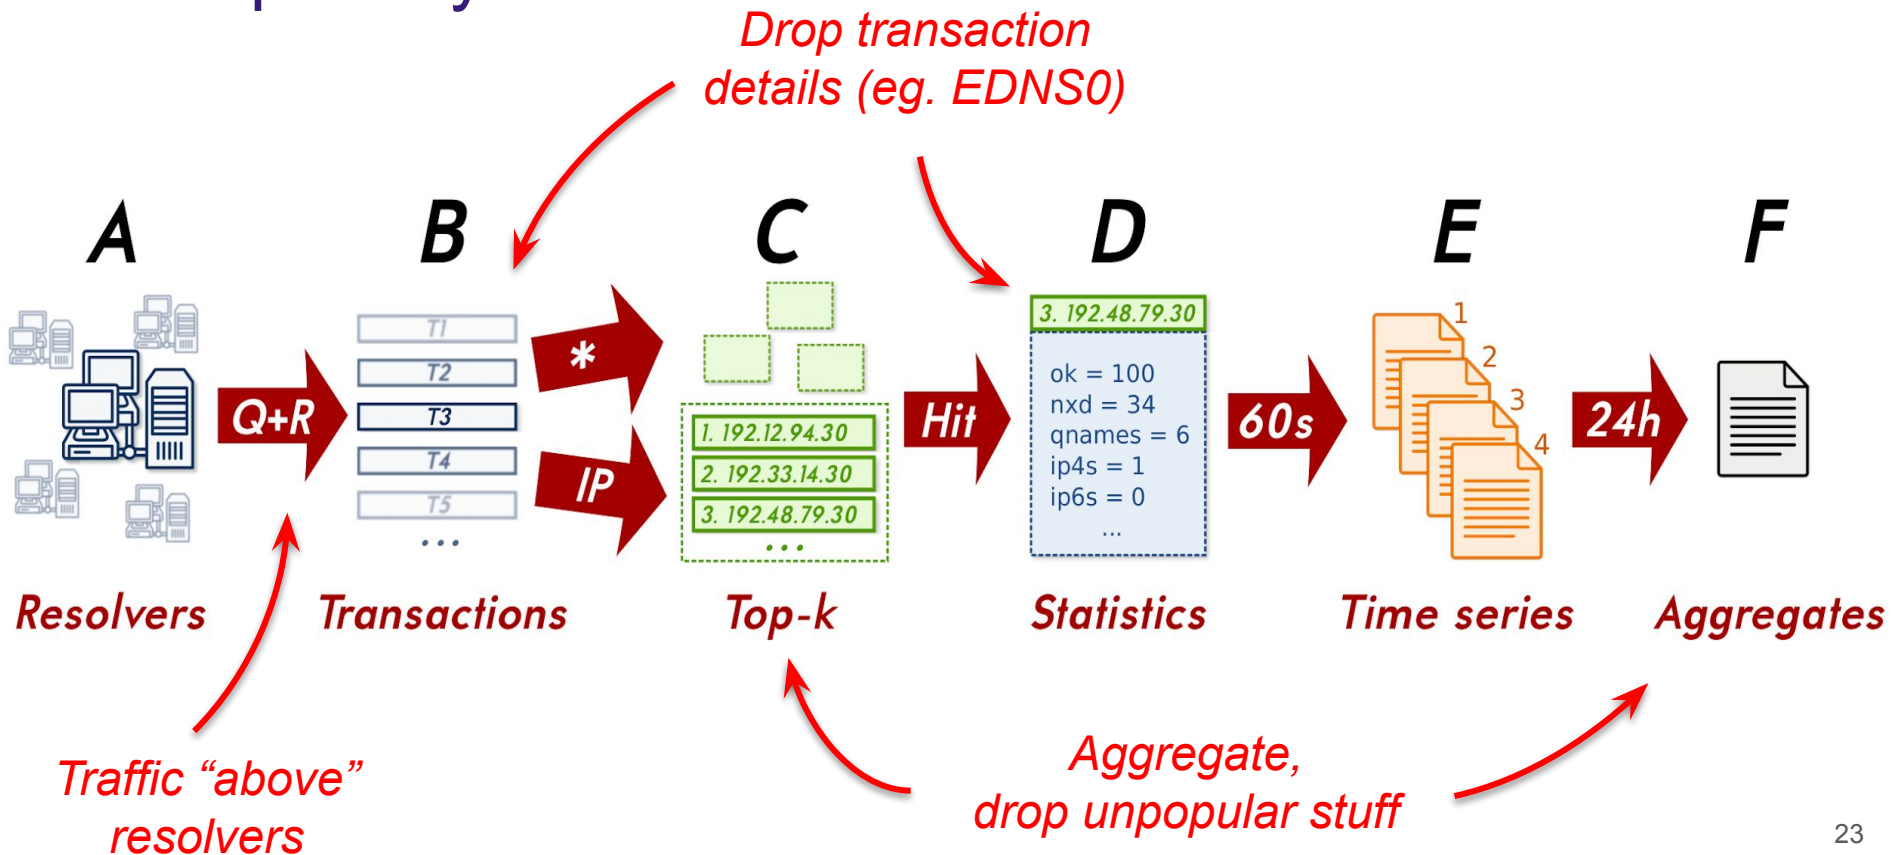 Drop transaction
details (eg. EDNS0)
A
B
C
D
E
F
Q+R
T1
T2
T3
T4
T5
...
*
IP
1. 192.12.94.30
2. 192.33.14.30
3. 192.48.79.30
...
Hit
3. 192.48.79.30
ok = 100
nxd = 34
qnames = 6
ip4s = 1
ip6s = 0
...
60s
1
2
3
4
24h
Resolvers
Transactions
Top-k
Statistics
Time series
Aggregates
Traffic “above”
resolvers
Aggregate,
drop unpopular stuff
23